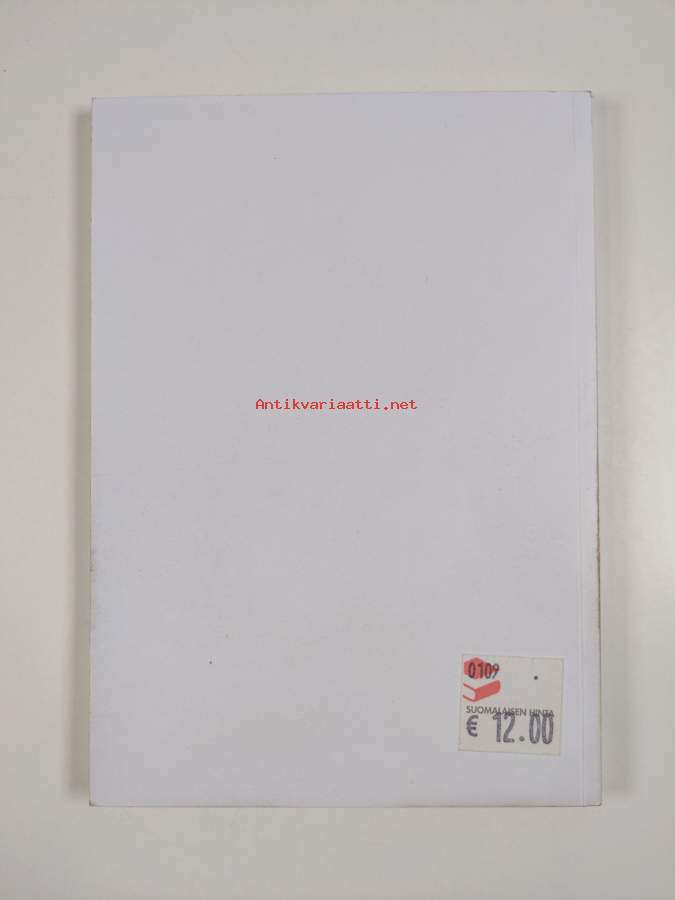 Antikvariaatti.net
0109
SUOMALAISEN HINTA
€ 12.00